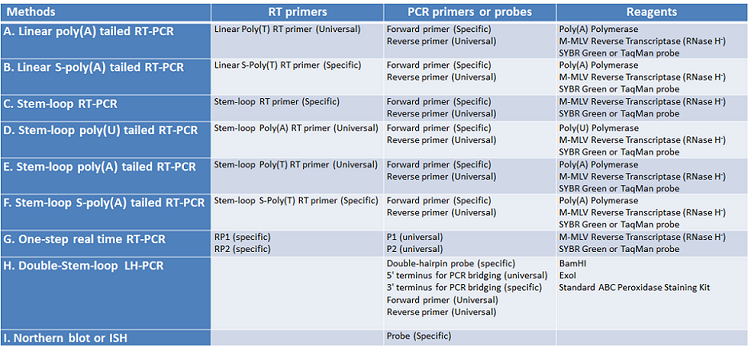 Methods RT primers PCR primers or probes Reagents
A. Linear poly(A) tailed RT-PCR Linear Poly(T) RT primer (Universal) Forward primer (Specific) Poly(A) Polymerase
Reverse primer (Universal) M-MLV Reverse Transcriptase (RNase H⁻)
SYBR Green or TaqMan probe
B. Linear S-poly(A) tailed RT-PCR Linear S-Poly(T) RT primer (Specific) Forward primer (Specific) Poly(A) Polymerase
Reverse primer (Universal) M-MLV Reverse Transcriptase (RNase H⁻)
SYBR Green or TaqMan probe
C. Stem-loop RT-PCR Stem-loop RT primer (Specific) Forward primer (Specific) M-MLV Reverse Transcriptase (RNase H⁻)
Reverse primer (Universal) SYBR Green or TaqMan probe
D. Stem-loop poly(U) tailed RT-PCR Stem-loop Poly(A) RT primer (Universal) Forward primer (Specific) Poly(U) Polymerase
Reverse primer (Universal) M-MLV Reverse Transcriptase (RNase H⁻)
SYBR Green or TaqMan probe
E. Stem-loop poly(A) tailed RT-PCR Stem-loop Poly(T) RT primer (Universal) Forward primer (Specific) Poly(A) Polymerase
Reverse primer (Universal) M-MLV Reverse Transcriptase (RNase H⁻)
SYBR Green or TaqMan probe
F. Stem-loop S-poly(A) tailed RT-PCR Stem-loop S-Poly(T) RT primer (Specific) Forward primer (Specific) Poly(A) Polymerase
Reverse primer (Universal) M-MLV Reverse Transcriptase (RNase H⁻)
SYBR Green or TaqMan probe
G. One-step real time RT-PCR RP1 (specific) P1 (universal) M-MLV Reverse Transcriptase (RNase H⁻)
RP2 (specific) P2 (universal) SYBR Green or TaqMan probe
H. Double-Stem-loop LH-PCR Double-hairpin probe (specific) BamHI
5' terminus for PCR bridging (universal) ExoI
3' terminus for PCR bridging (specific) Standard ABC Peroxidase Staining Kit
Forward primer (Universal)
Reverse primer (Universal)
I. Northern blot or ISH Probe (Specific)